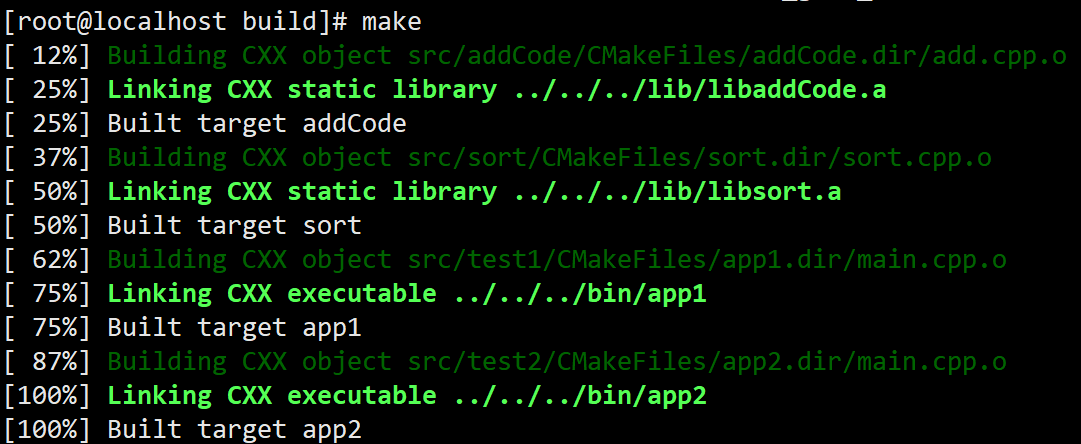 [root@localhost build]# make
[ 12%] Building CXX object src/addCode/CMakeFiles/addCode.dir/add.cpp.o
[ 25%] Linking CXX static library ../../../lib/libaddCode.a
[ 25%] Built target addCode
[ 37%] Building CXX object src/sort/CMakeFiles/sort.dir/sort.cpp.o
[ 50%] Linking CXX static library ../../../lib/libsort.a
[ 50%] Built target sort
[ 62%] Building CXX object src/test1/CMakeFiles/app1.dir/main.cpp.o
[ 75%] Linking CXX executable ../../../bin/app1
[ 75%] Built target app1
[ 87%] Building CXX object src/test2/CMakeFiles/app2.dir/main.cpp.o
[100%] Linking CXX executable ../../../bin/app2
[100%] Built target app2